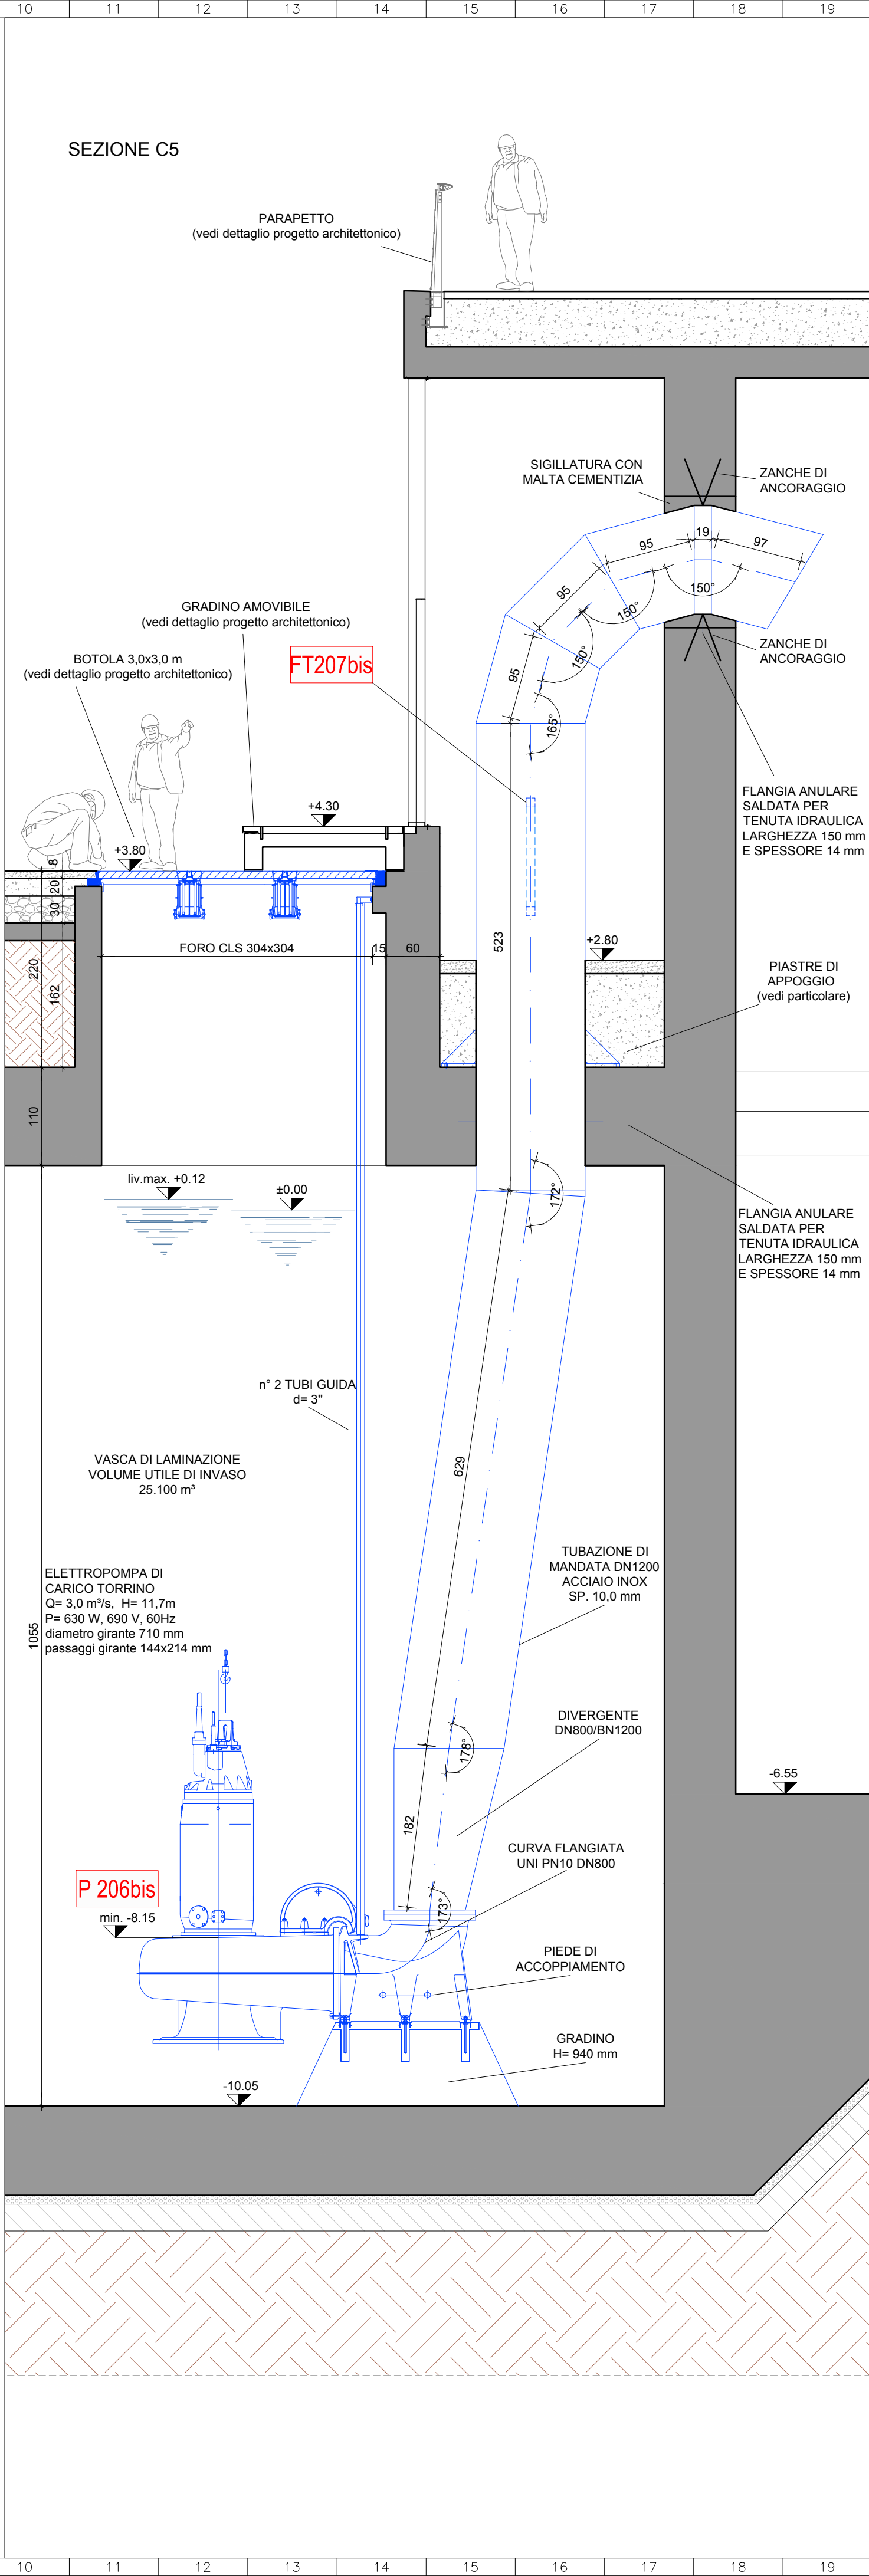 10 11 12 13 14 15 16 17 18 19
SEZIONE C5
PARAPETTO
(vedi dettaglio progetto architettonico)
SIGILLATURA CON
MALTA CEMENTIZIA
ZANCHE DI
ANCORAGGIO
95
19
97
95
150°
150°
GRADINO AMOVIBILE
(vedi dettaglio progetto architettonico)
FT207bis
BOTOLA 3,0x3,0 m
(vedi dettaglio progetto architettonico)
ZANCHE DI
ANCORAGGIO
150°
95
165°
FLANGIA ANULARE
SALDATA PER
TENUTA IDRAULICA
LARGHEZZA 150 mm
E SPESSORE 14 mm
+4.30
+3.80
8
20
30
FORO CLS 304x304
15
60
523
+2.80
220
162
PIASTRE DI
APPOGGIO
(vedi particolare)
110
liv.max. +0.12
±0.00
172°
FLANGIA ANULARE
SALDATA PER
TENUTA IDRAULICA
LARGHEZZA 150 mm
E SPESSORE 14 mm
n° 2 TUBI GUIDA
d= 3"
VASCA DI LAMINAZIONE
VOLUME UTILE DI INVASO
25.100 m³
629
TUBAZIONE DI
MANDATA DN1200
ACCIAIO INOX
SP. 10,0 mm
ELETTROPOMPA DI
CARICO TORRINO
Q= 3,0 m³/s, H= 11,7m
P= 630 W, 690 V, 60Hz
diametro girante 710 mm
passaggi girante 144x214 mm
1055
DIVERGENTE
DN800/BN1200
178°
-6.55
182
CURVA FLANGIATA
UNI PN10 DN800
P 206bis
173°
min. -8.15
PIEDE DI
ACCOPPIAMENTO
GRADINO
H= 940 mm
-10.05
10 11 12 13 14 15 16 17 18 19